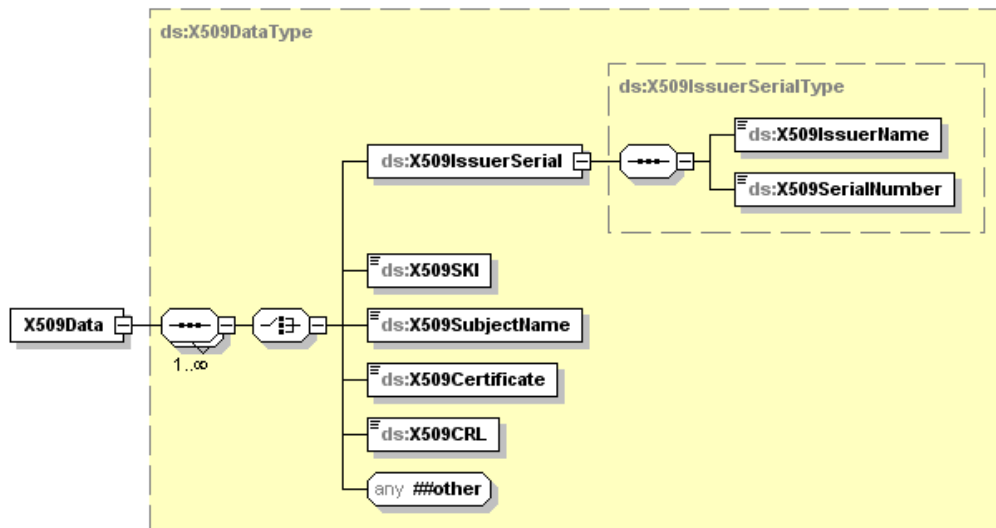 ds:X509DataType
ds:X509IssuerSerialType
ds:X509IssuerName
ds:X509IssuerSerial
ds:X509SerialNumber
ds:X509SKI
X509Data
ds:X509SubjectName
1..∞
ds:X509Certificate
ds:X509CRL
any ##other